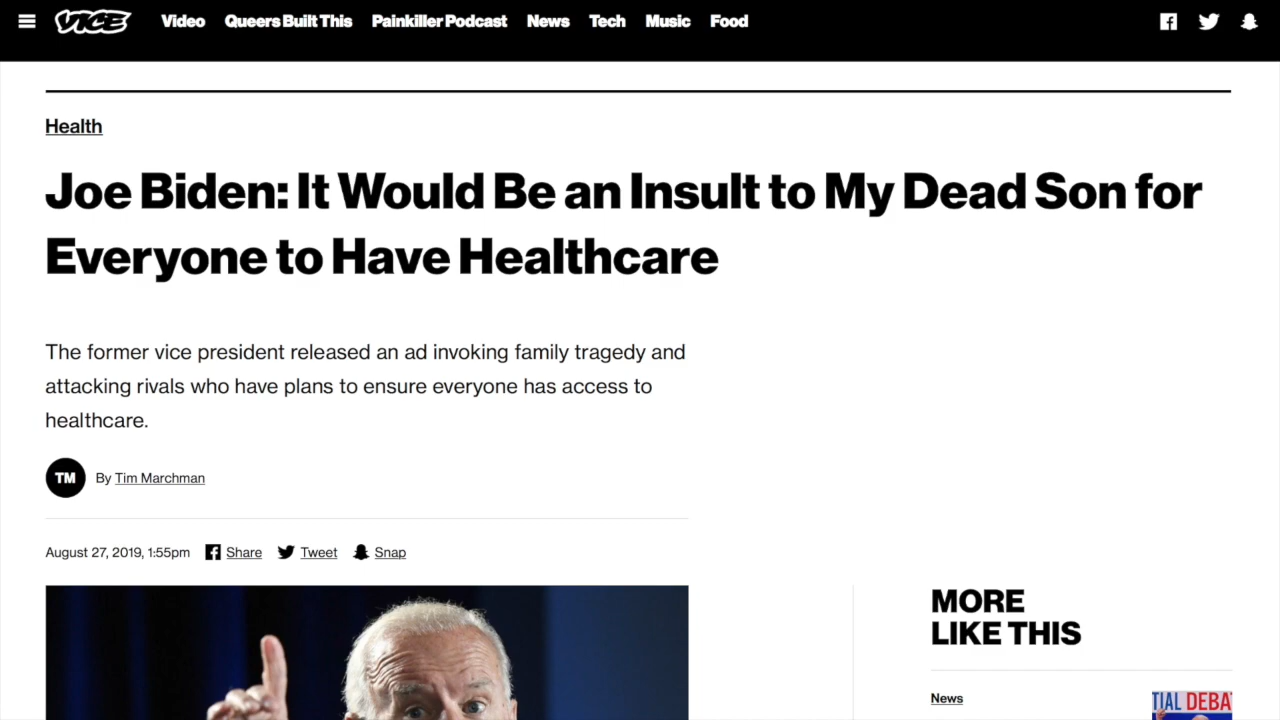 VICE Video Queers Built This Painkiller Podcast News Tech Music Food
Health
Joe Biden: It Would Be an Insult to My Dead Son for
Everyone to Have Healthcare
The former vice president released an ad invoking family tragedy and
attacking rivals who have plans to ensure everyone has access to
healthcare.
TM By Tim Marchman
August 27, 2019, 1:55pm Share Tweet Snap
MORE
LIKE THIS
News
TIAL DEBA